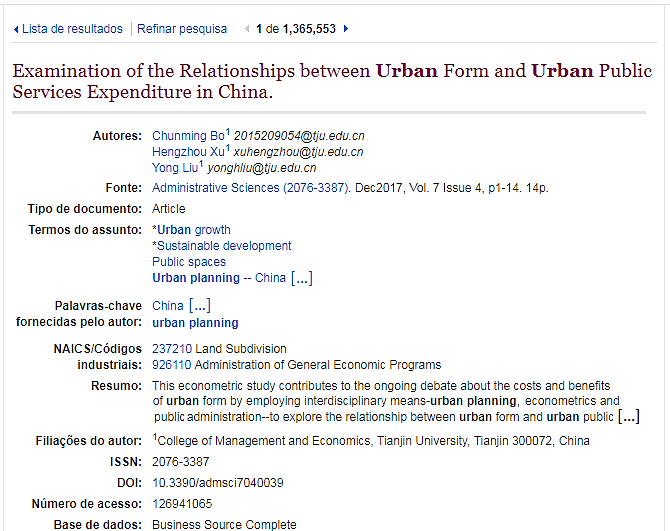 Lista de resultados Refinar pesquisa 1 de 1,365,553
Examination of the Relationships between Urban Form and Urban Public
Services Expenditure in China.
Autores: Chunming Bo1 2015209054@tju.edu.cn
Hengzhou Xu1 xuhengzhou@tju.edu.cn
Yong Liu1 yonghliu@tju.edu.cn
Fonte: Administrative Sciences (2076-3387). Dec2017, Vol. 7 Issue 4, p1-14. 14p.
Tipo de documento: Article
Termos do assunto: *Urban growth
*Sustainable development
Public spaces
Urban planning -- China [...]
Palavras-chave China [...]
fornecidas pelo autor: urban planning
NAICS/Códigos 237210 Land Subdivision
industriais: 926110 Administration of General Economic Programs
Resumo: This econometric study contributes to the ongoing debate about the costs and benefits
of urban form by employing interdisciplinary means-urban planning, econometrics and
public administration--to explore the relationship between urban form and urban public [...]
Filiações do autor: 1College of Management and Economics, Tianjin University, Tianjin 300072, China
ISSN: 2076-3387
DOI: 10.3390/admsci7040039
Número de acesso: 126941065
Base de dados: Business Source Complete